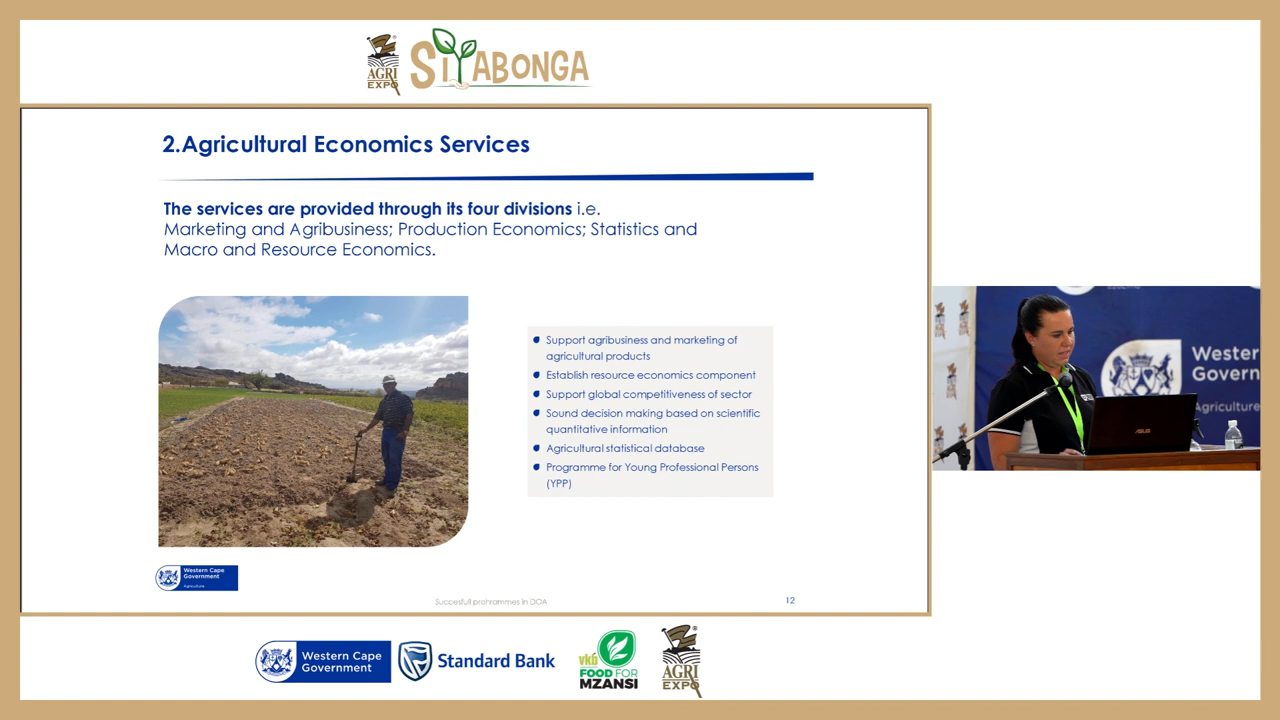 AGRI
EXPO
SIYABONGA
2.Agricultural Economics Services
The services are provided through its four divisions i.e.
Marketing and Agribusiness; Production Economics; Statistics and
Macro and Resource Economics.
Support agribusiness and marketing of
agricultural products
Establish resource economics component
Support global competitiveness of sector
Sound decision making based on scientific
quantitative information
Agricultural statistical database
Programme for Young Professional Persons
(YPP)
Western Cape
Government
Agriculture
Succesfull prohrammes in DOA
12
Wester
Govern
Agriculture
ASUS
Western Cape
Government
Standard Bank
vkb
FOOD FOR
MZANSI
AGRI
EXPO